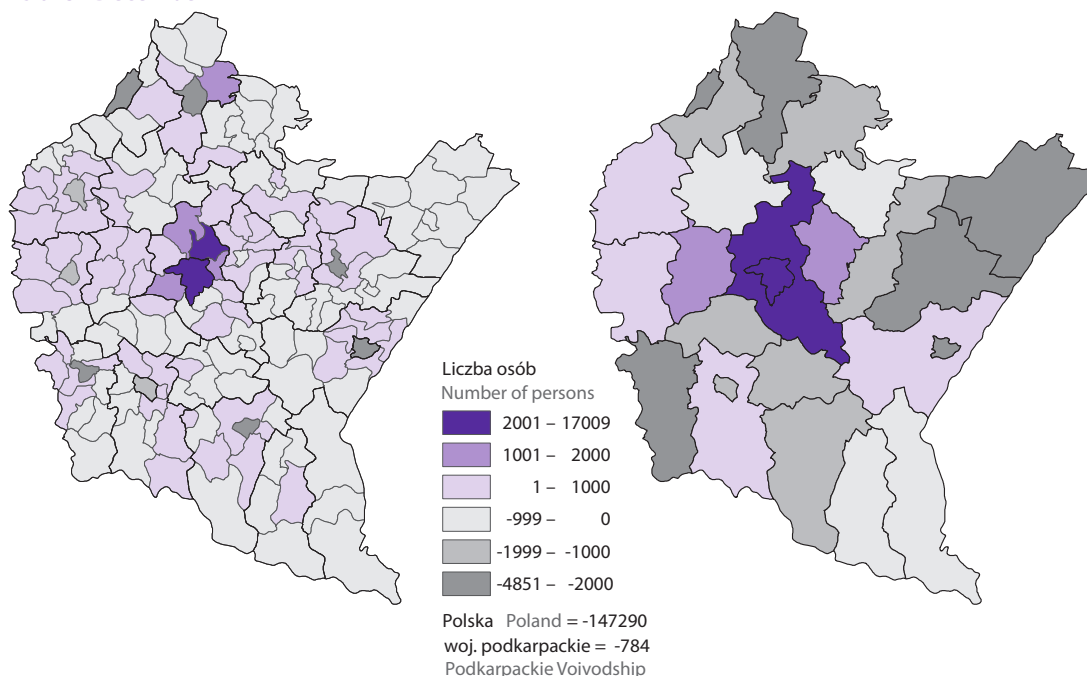 Liczba osób
Number of persons
2001 – 17009
1001 – 2000
1 – 1000
-999 – 0
-1999 – -1000
-4851 – -2000
Polska Poland = -147290
woj. podkarpackie = -784
Podkarpackie Voivodship